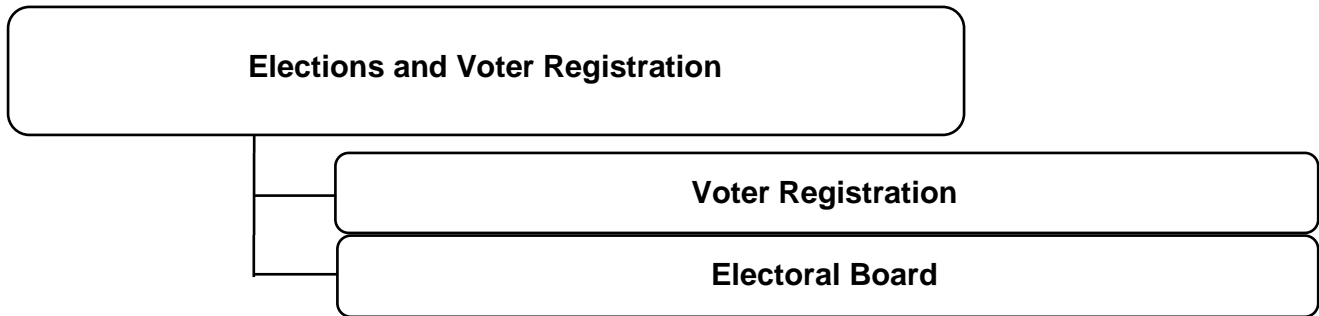 Elections and Voter Registration
Voter Registration
Electoral Board